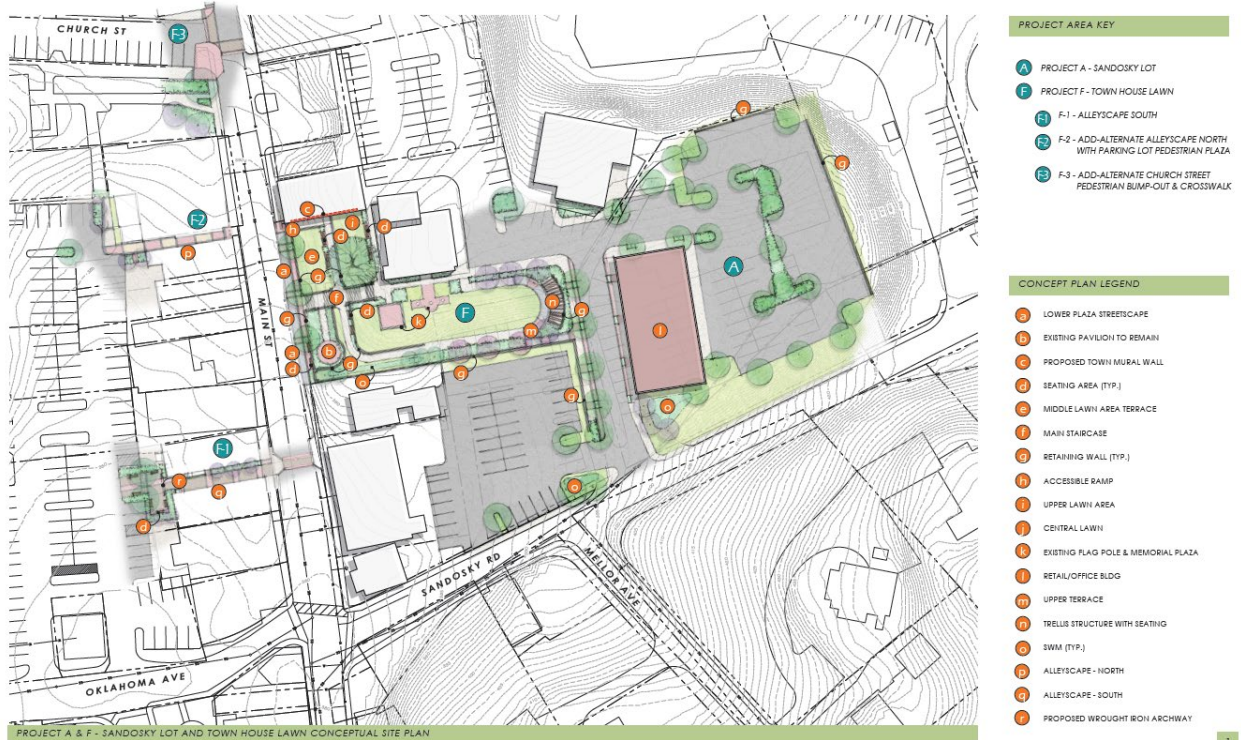 CHURCH ST
F-3
F-2
p
c
h
i
d
d
a
e
g
f
g
d
F
k
n
g
m
a
b
d
g
o
g
g
MAIN ST
g
g
A
l
o
o
F-1
r
q
d
SANDOSKY RD
MELLOR AVE
OKLAHOMA AVE
PROJECT A & F - SANDOSKY LOT AND TOWN HOUSE LAWN CONCEPTUAL SITE PLAN
PROJECT AREA KEY
A PROJECT A - SANDOSKY LOT
F PROJECT F - TOWN HOUSE LAWN
F-1 F-1 - ALLEYSCAPE SOUTH
F-2 F-2 - ADD-ALTERNATE ALLEYSCAPE NORTH
WITH PARKING LOT PEDESTRIAN PLAZA
F-3 F-3 - ADD-ALTERNATE CHURCH STREET
PEDESTRIAN BUMP-OUT & CROSSWALK
CONCEPT PLAN LEGEND
a LOWER PLAZA STREETSCAPE
b EXISTING PAVILION TO REMAIN
c PROPOSED TOWN MURAL WALL
d SEATING AREA (TYP.)
e MIDDLE LAWN AREA TERRACE
f MAIN STAIRCASE
g RETAINING WALL (TYP.)
h ACCESSIBLE RAMP
i UPPER LAWN AREA
j CENTRAL LAWN
k EXISTING FLAG POLE & MEMORIAL PLAZA
l RETAIL/OFFICE BLDG
m UPPER TERRACE
n TRELLIS STRUCTURE WITH SEATING
o SWM (TYP.)
p ALLEYSCAPE - NORTH
q ALLEYSCAPE - SOUTH
r PROPOSED WROUGHT IRON ARCHWAY